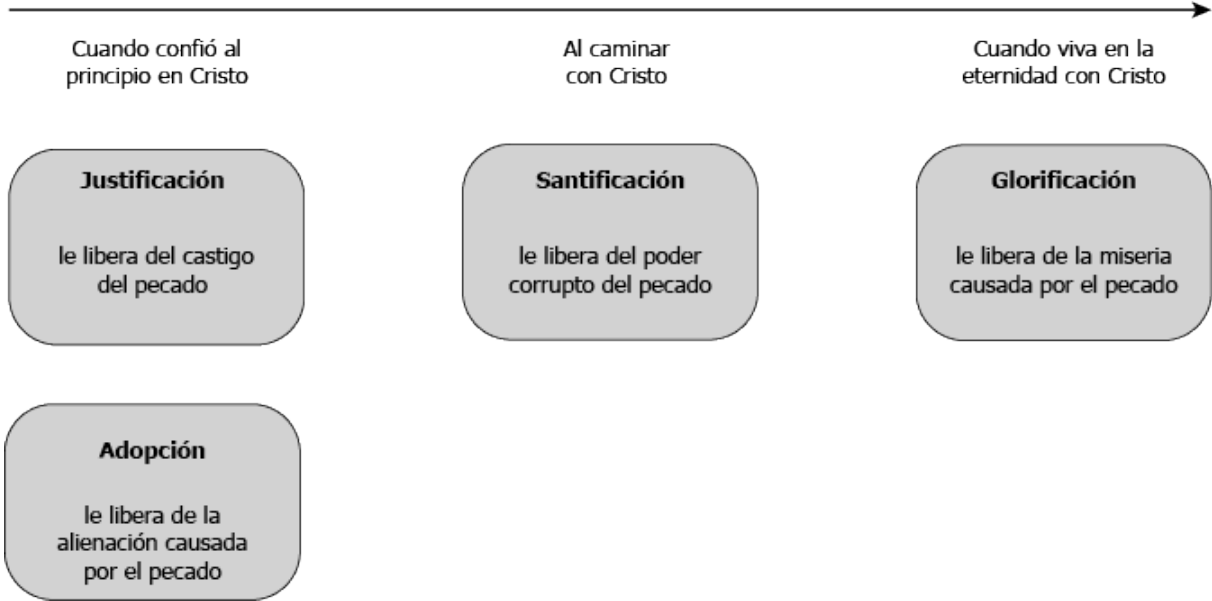 Cuando confió al
principio en Cristo
Al caminar
con Cristo
Cuando viva en la
eternidad con Cristo
Justificación
le libera del castigo
del pecado
Santificación
le libera del poder
corrupto del pecado
Glorificación
le libera de la miseria
causada por el pecado
Adopción
le libera de la
alienación causada
por el pecado